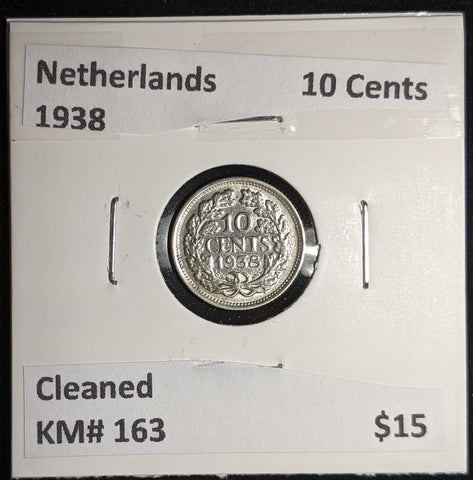 Netherlands 10 Cents
1938
10
CENTS
1938
Cleaned
KM# 163 $15